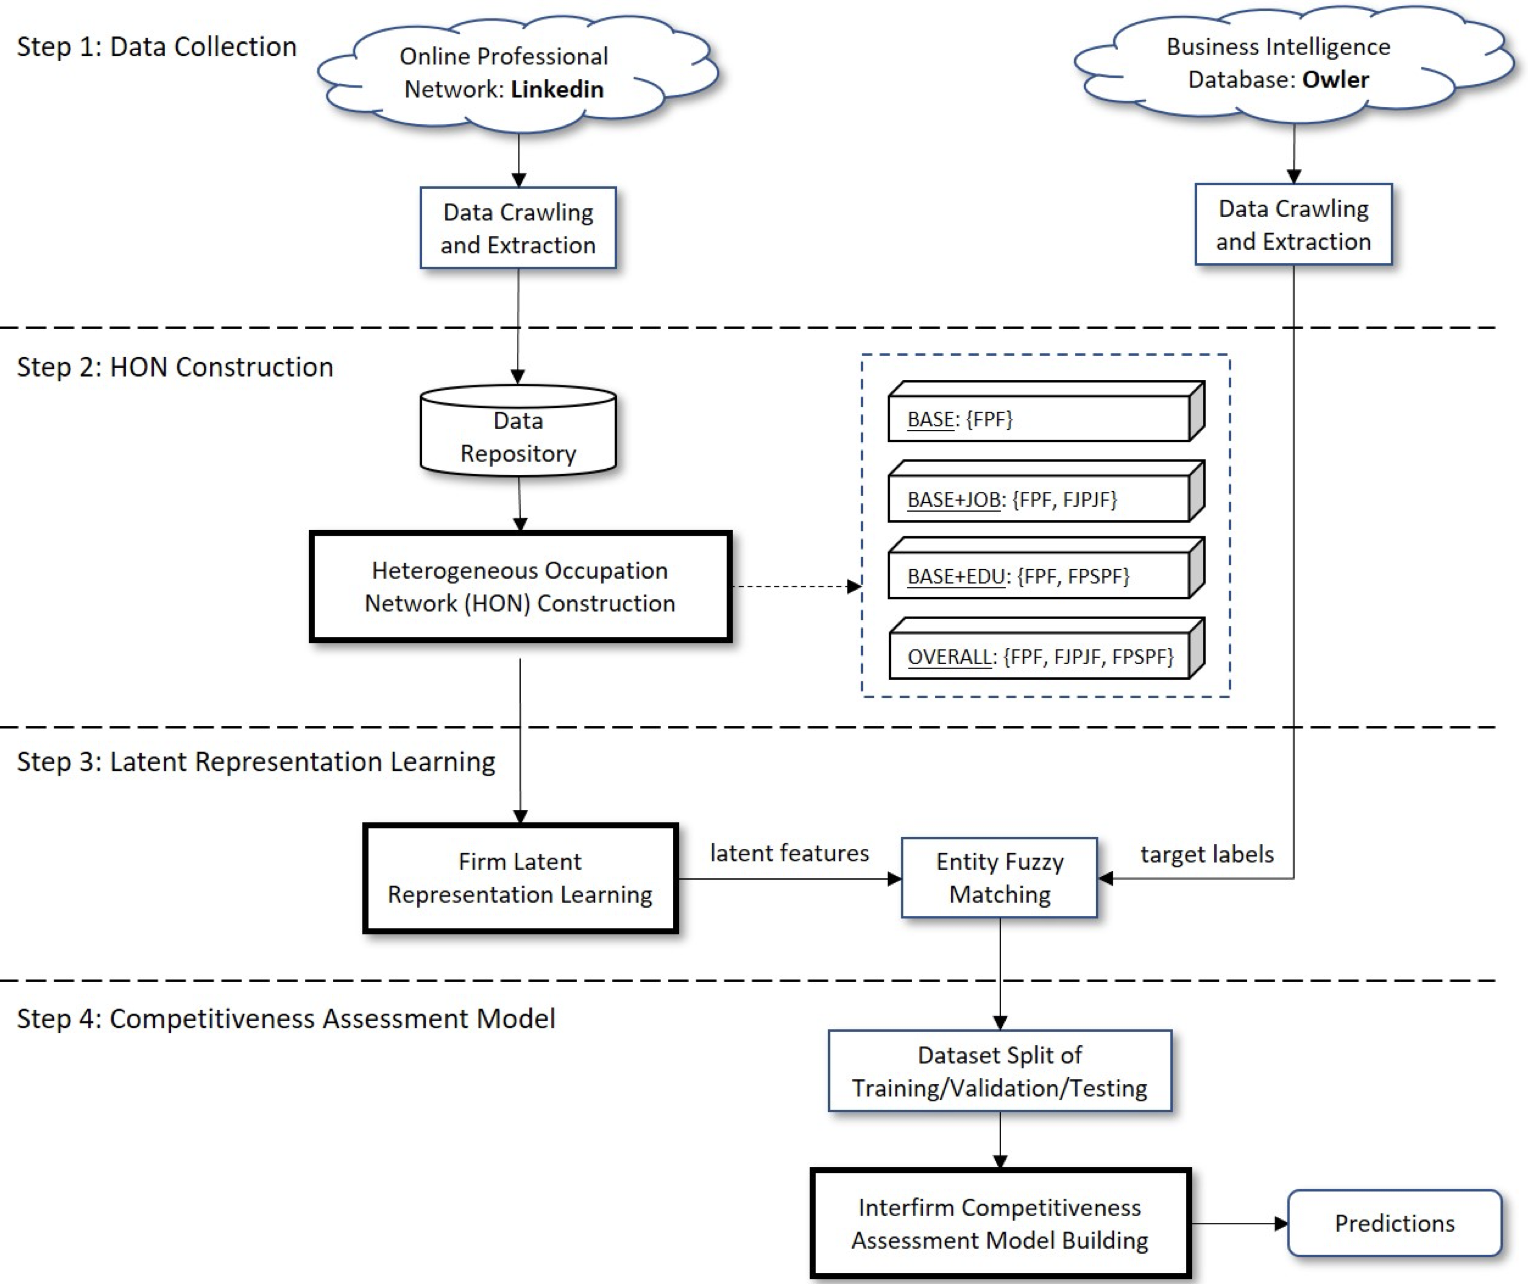 Step 1: Data Collection
Online Professional
Network: Linkedin
Business Intelligence
Database: Owler
Data Crawling
and Extraction
Data Crawling
and Extraction
Step 2: HON Construction
Data
Repository
Heterogeneous Occupation
Network (HON) Construction
BASE: {FPF}
BASE+JOB: {FPF, FJPJF}
BASE+EDU: {FPF, FPSPF}
OVERALL: {FPF, FJPJF, FPSPF}
Step 3: Latent Representation Learning
Firm Latent
Representation Learning
latent features
Entity Fuzzy
Matching
target labels
Step 4: Competitiveness Assessment Model
Dataset Split of
Training/Validation/Testing
Interfirm Competitiveness
Assessment Model Building
Predictions